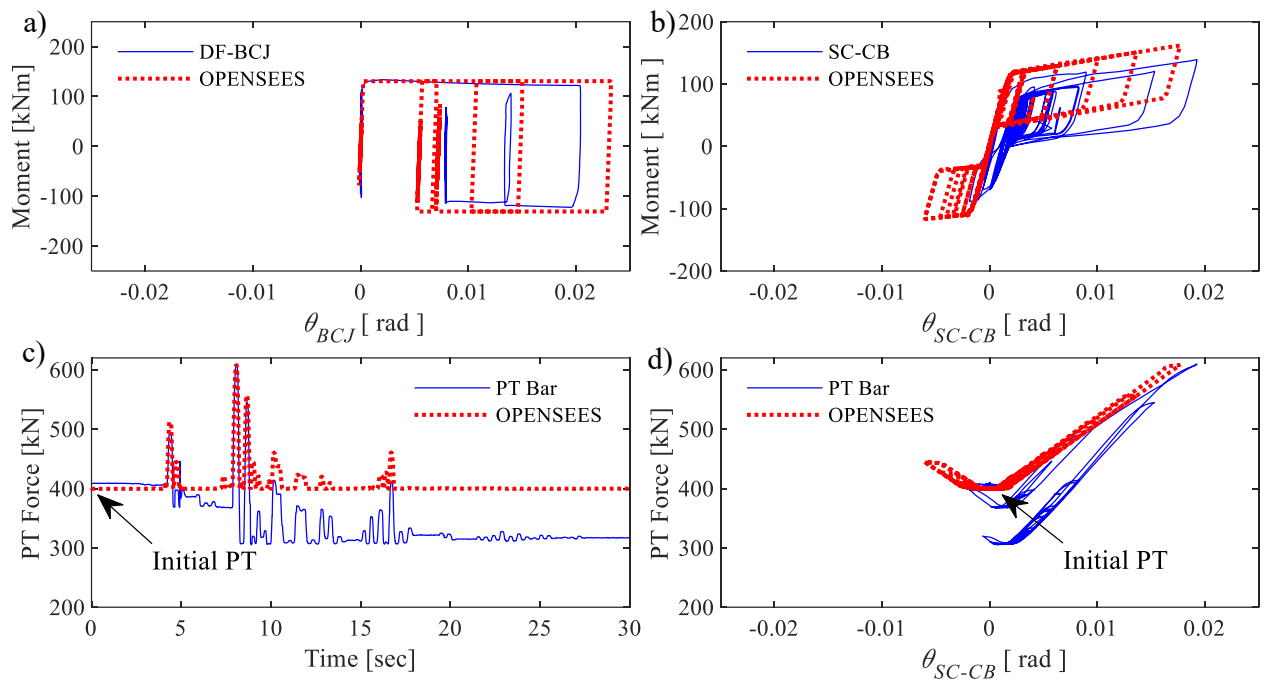 a)
200
100
0
-100
-200
Moment [kNm]
DF-BCJ
OPENSEES
-0.02
-0.01
0
0.01
0.02
θBCJ [ rad ]
b)
200
100
0
-100
-200
Moment [ kNm]
SC-CB
OPENSEES
-0.02
-0.01
0
0.01
0.02
θSC-CB [ rad ]
c)
600
500
400
300
200
PT Force [kN]
PT Bar
OPENSEES
Initial PT
0
5
10
15
20
25
30
Time [sec]
d)
600
500
400
300
200
PT Force [kN]
PT Bar
OPENSEES
Initial PT
-0.02
-0.01
0
0.01
0.02
θSC-CB [ rad ]